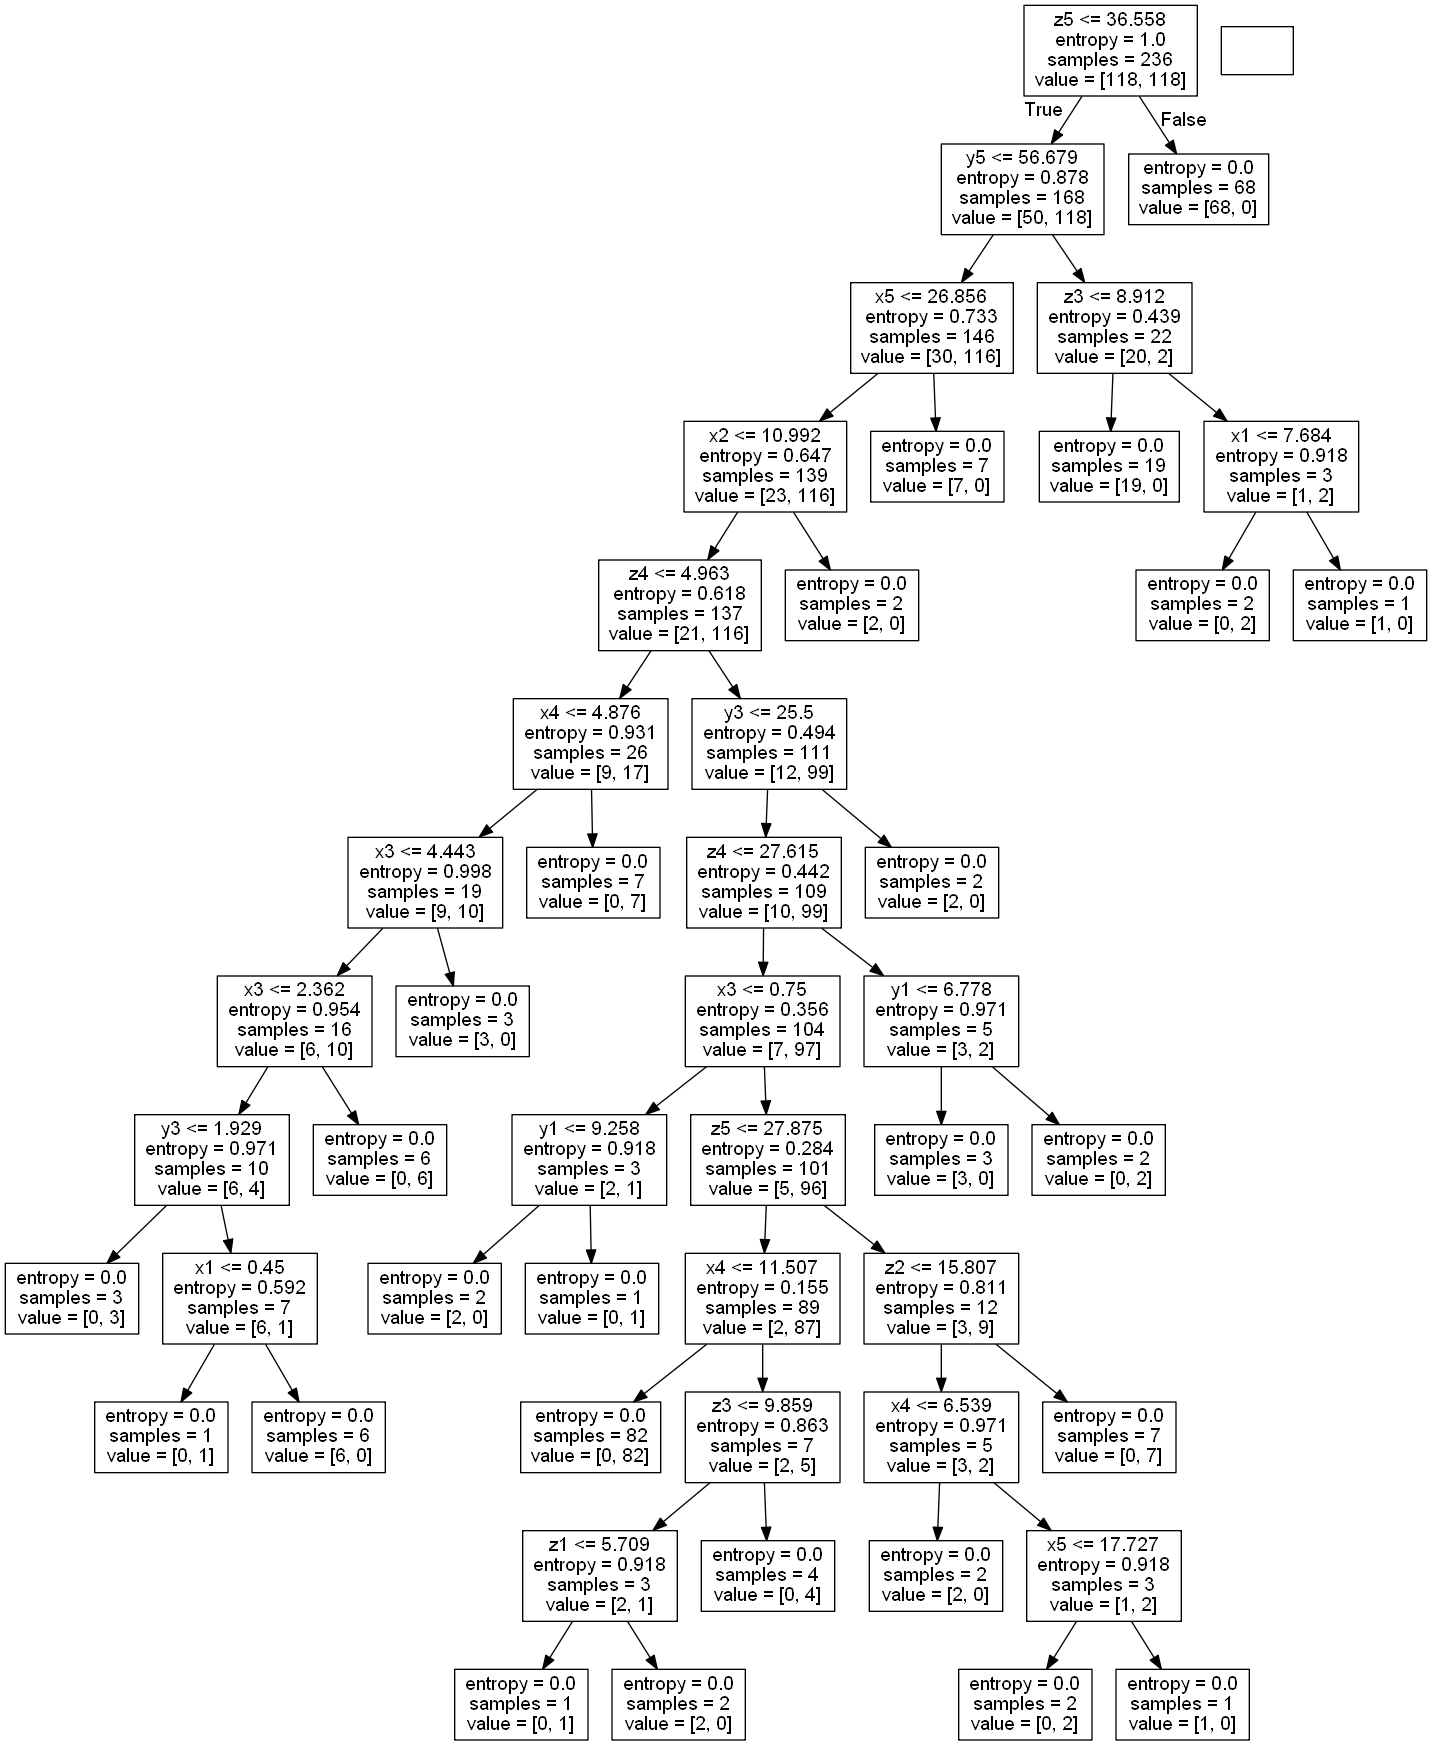 z5 <= 36.558
entropy = 1.0
samples = 236
value = [118, 118]
True
False
y5 <= 56.679
entropy = 0.878
samples = 168
value = [50, 118]
entropy = 0.0
samples = 68
value = [68, 0]
x5 <= 26.856
entropy = 0.733
samples = 146
value = [30, 116]
z3 <= 8.912
entropy = 0.439
samples = 22
value = [20, 2]
x2 <= 10.992
entropy = 0.647
samples = 139
value = [23, 116]
entropy = 0.0
samples = 7
value = [7, 0]
entropy = 0.0
samples = 19
value = [19, 0]
x1 <= 7.684
entropy = 0.918
samples = 3
value = [1, 2]
z4 <= 4.963
entropy = 0.618
samples = 137
value = [21, 116]
entropy = 0.0
samples = 2
value = [2, 0]
entropy = 0.0
samples = 2
value = [0, 2]
entropy = 0.0
samples = 1
value = [1, 0]
x4 <= 4.876
entropy = 0.931
samples = 26
value = [9, 17]
y3 <= 25.5
entropy = 0.494
samples = 111
value = [12, 99]
x3 <= 4.443
entropy = 0.998
samples = 19
value = [9, 10]
entropy = 0.0
samples = 7
value = [0, 7]
z4 <= 27.615
entropy = 0.442
samples = 109
value = [10, 99]
entropy = 0.0
samples = 2
value = [2, 0]
x3 <= 2.362
entropy = 0.954
samples = 16
value = [6, 10]
entropy = 0.0
samples = 3
value = [3, 0]
x3 <= 0.75
entropy = 0.356
samples = 104
value = [7, 97]
y1 <= 6.778
entropy = 0.971
samples = 5
value = [3, 2]
y3 <= 1.929
entropy = 0.971
samples = 10
value = [6, 4]
entropy = 0.0
samples = 6
value = [0, 6]
y1 <= 9.258
entropy = 0.918
samples = 3
value = [2, 1]
z5 <= 27.875
entropy = 0.284
samples = 101
value = [5, 96]
entropy = 0.0
samples = 3
value = [3, 0]
entropy = 0.0
samples = 2
value = [0, 2]
entropy = 0.0
samples = 3
value = [0, 3]
x1 <= 0.45
entropy = 0.592
samples = 7
value = [6, 1]
entropy = 0.0
samples = 2
value = [2, 0]
entropy = 0.0
samples = 1
value = [0, 1]
x4 <= 11.507
entropy = 0.155
samples = 89
value = [2, 87]
z2 <= 15.807
entropy = 0.811
samples = 12
value = [3, 9]
entropy = 0.0
samples = 1
value = [0, 1]
entropy = 0.0
samples = 6
value = [6, 0]
entropy = 0.0
samples = 82
value = [0, 82]
z3 <= 9.859
entropy = 0.863
samples = 7
value = [2, 5]
x4 <= 6.539
entropy = 0.971
samples = 5
value = [3, 2]
entropy = 0.0
samples = 7
value = [0, 7]
z1 <= 5.709
entropy = 0.918
samples = 3
value = [2, 1]
entropy = 0.0
samples = 4
value = [0, 4]
entropy = 0.0
samples = 2
value = [2, 0]
x5 <= 17.727
entropy = 0.918
samples = 3
value = [1, 2]
entropy = 0.0
samples = 1
value = [0, 1]
entropy = 0.0
samples = 2
value = [2, 0]
entropy = 0.0
samples = 2
value = [0, 2]
entropy = 0.0
samples = 1
value = [1, 0]